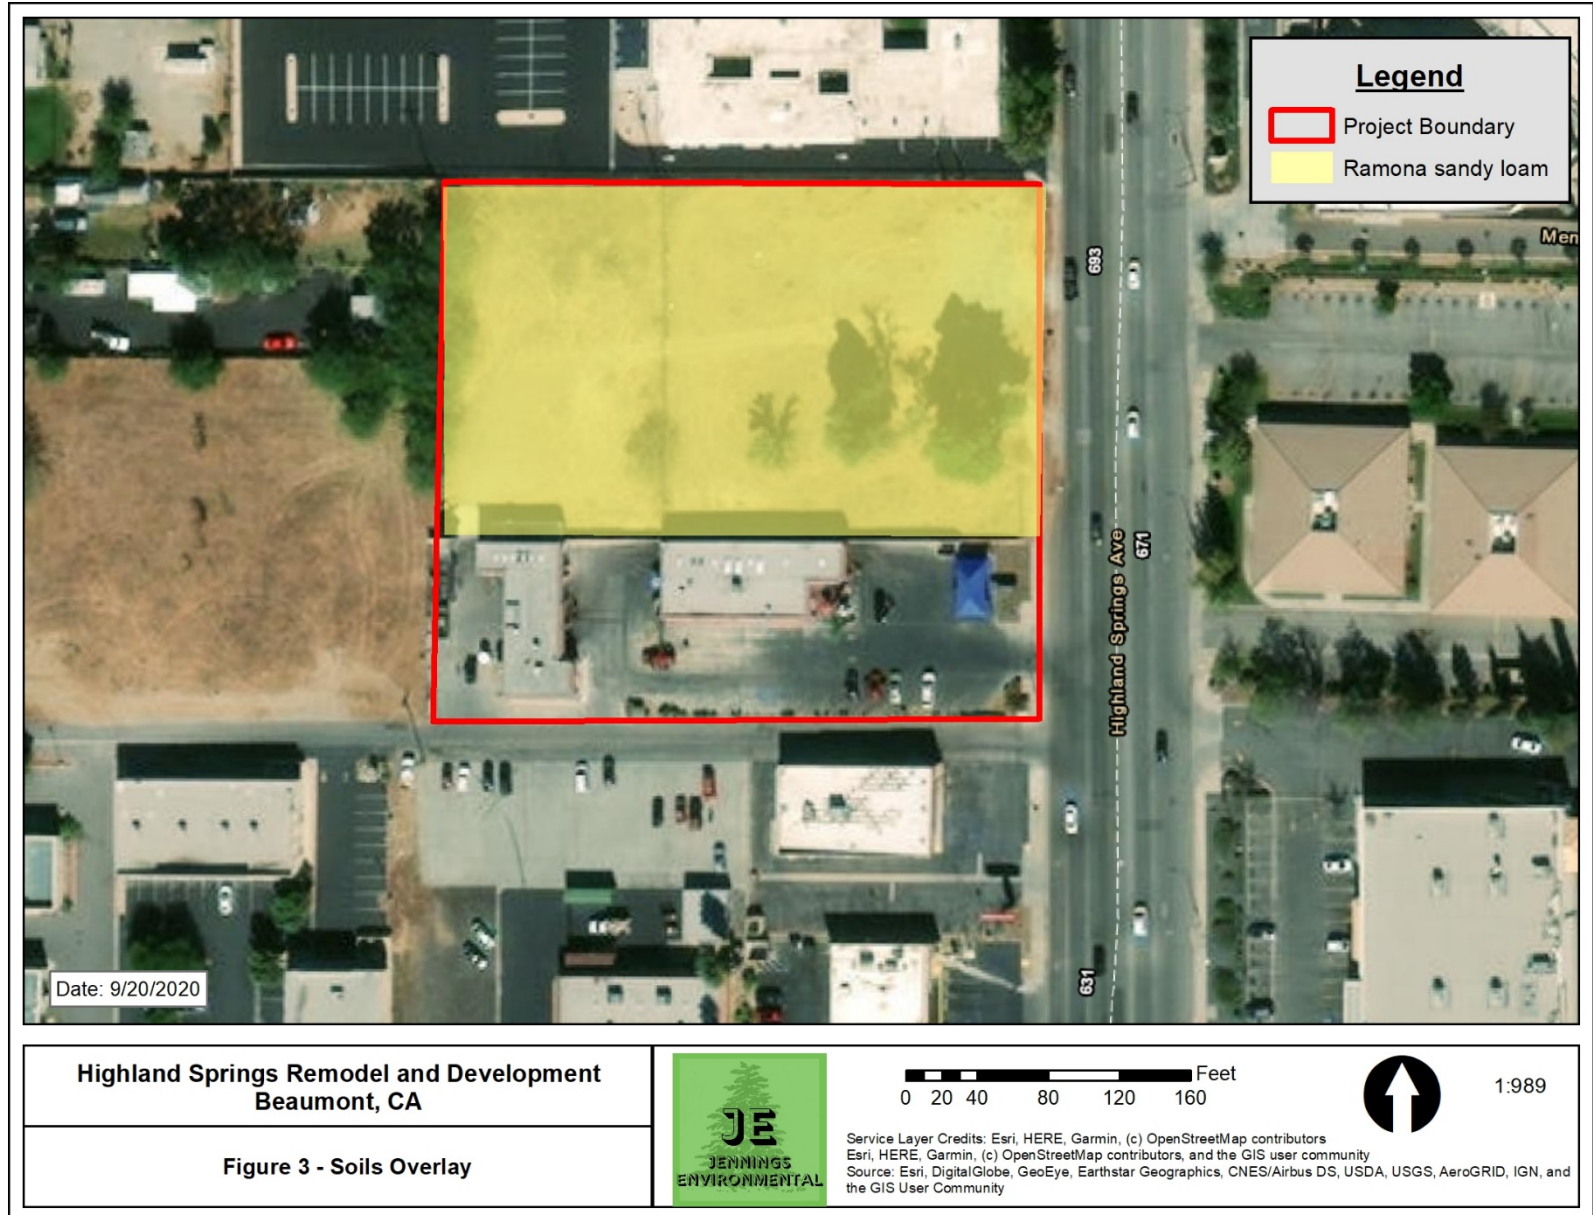 Legend
Project Boundary
Ramona sandy loam
Men
693
Highland Springs Ave
671
631
Date: 9/20/2020
Highland Springs Remodel and Development
Beaumont, CA
Figure 3 - Soils Overlay
JE
JENNINGS
ENVIRONMENTAL
Feet
0 20 40 80 120 160
1:989
Service Layer Credits: Esri, HERE, Garmin, (c) OpenStreetMap contributors
Esri, HERE, Garmin, (c) OpenStreetMap contributors, and the GIS user community
Source: Esri, DigitalGlobe, GeoEye, Earthstar Geographics, CNES/Airbus DS, USDA, USGS, AeroGRID, IGN, and
the GIS User Community